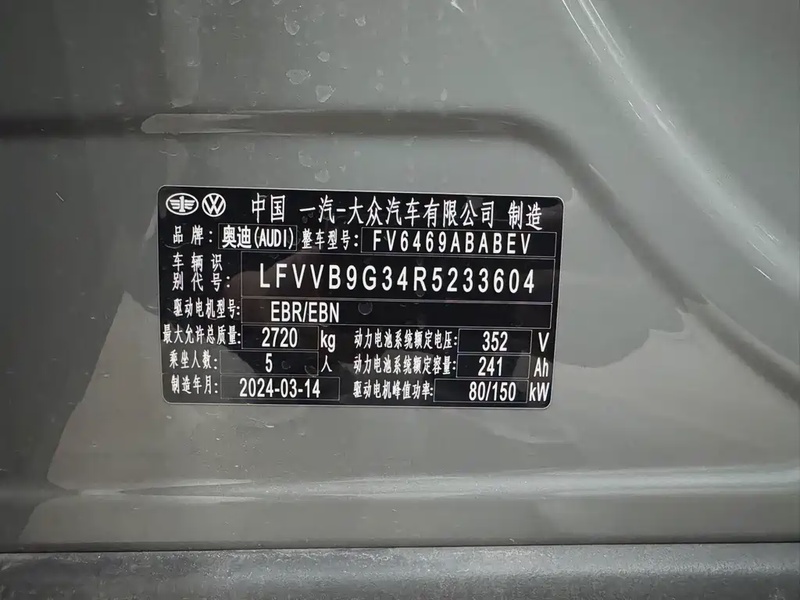 中国 一汽-大众汽车有限公司 制造
品 牌: 奥迪(AUDI) 整车型号: FV6469ABABEV
车 辆 识
别 代 号: LFVVB9G34R5233604
驱动电机型号: EBR/EBN
最大允许总质量: 2720 kg 动力电池系统额定电压: 352 V
乘坐人数: 5 人 动力电池系统额定容量: 241 Ah
制造年月: 2024-03-14 驱动电机峰值功率: 80/150 kW